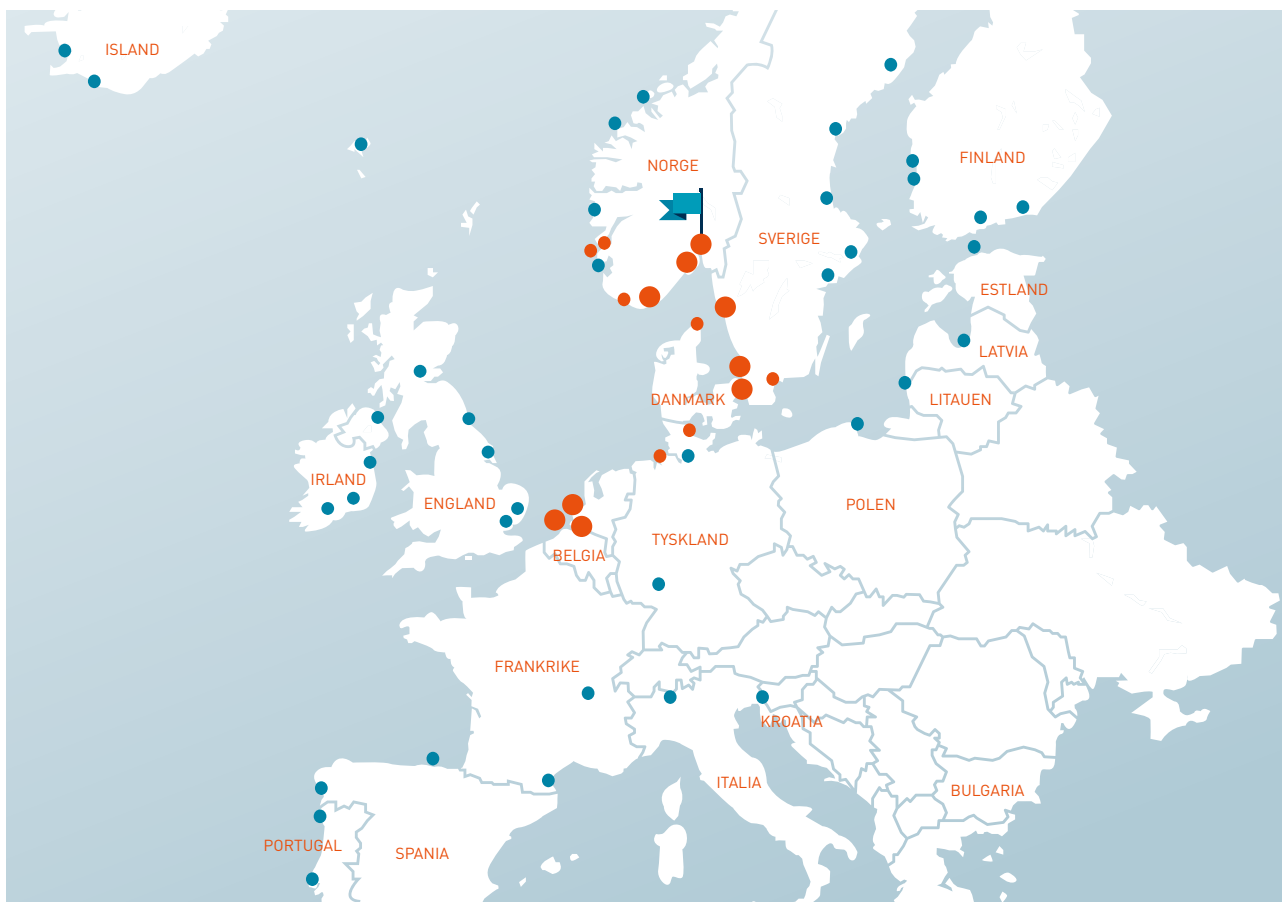 ISLAND
NORGE
FINLAND
SVERIGE
ESTLAND
LATVIA
DANMARK
LITAUEN
IRLAND
ENGLAND
POLEN
TYSKLAND
BELGIA
FRANKRIKE
KROATIA
ITALIA
BULGARIA
PORTUGAL
SPANIA